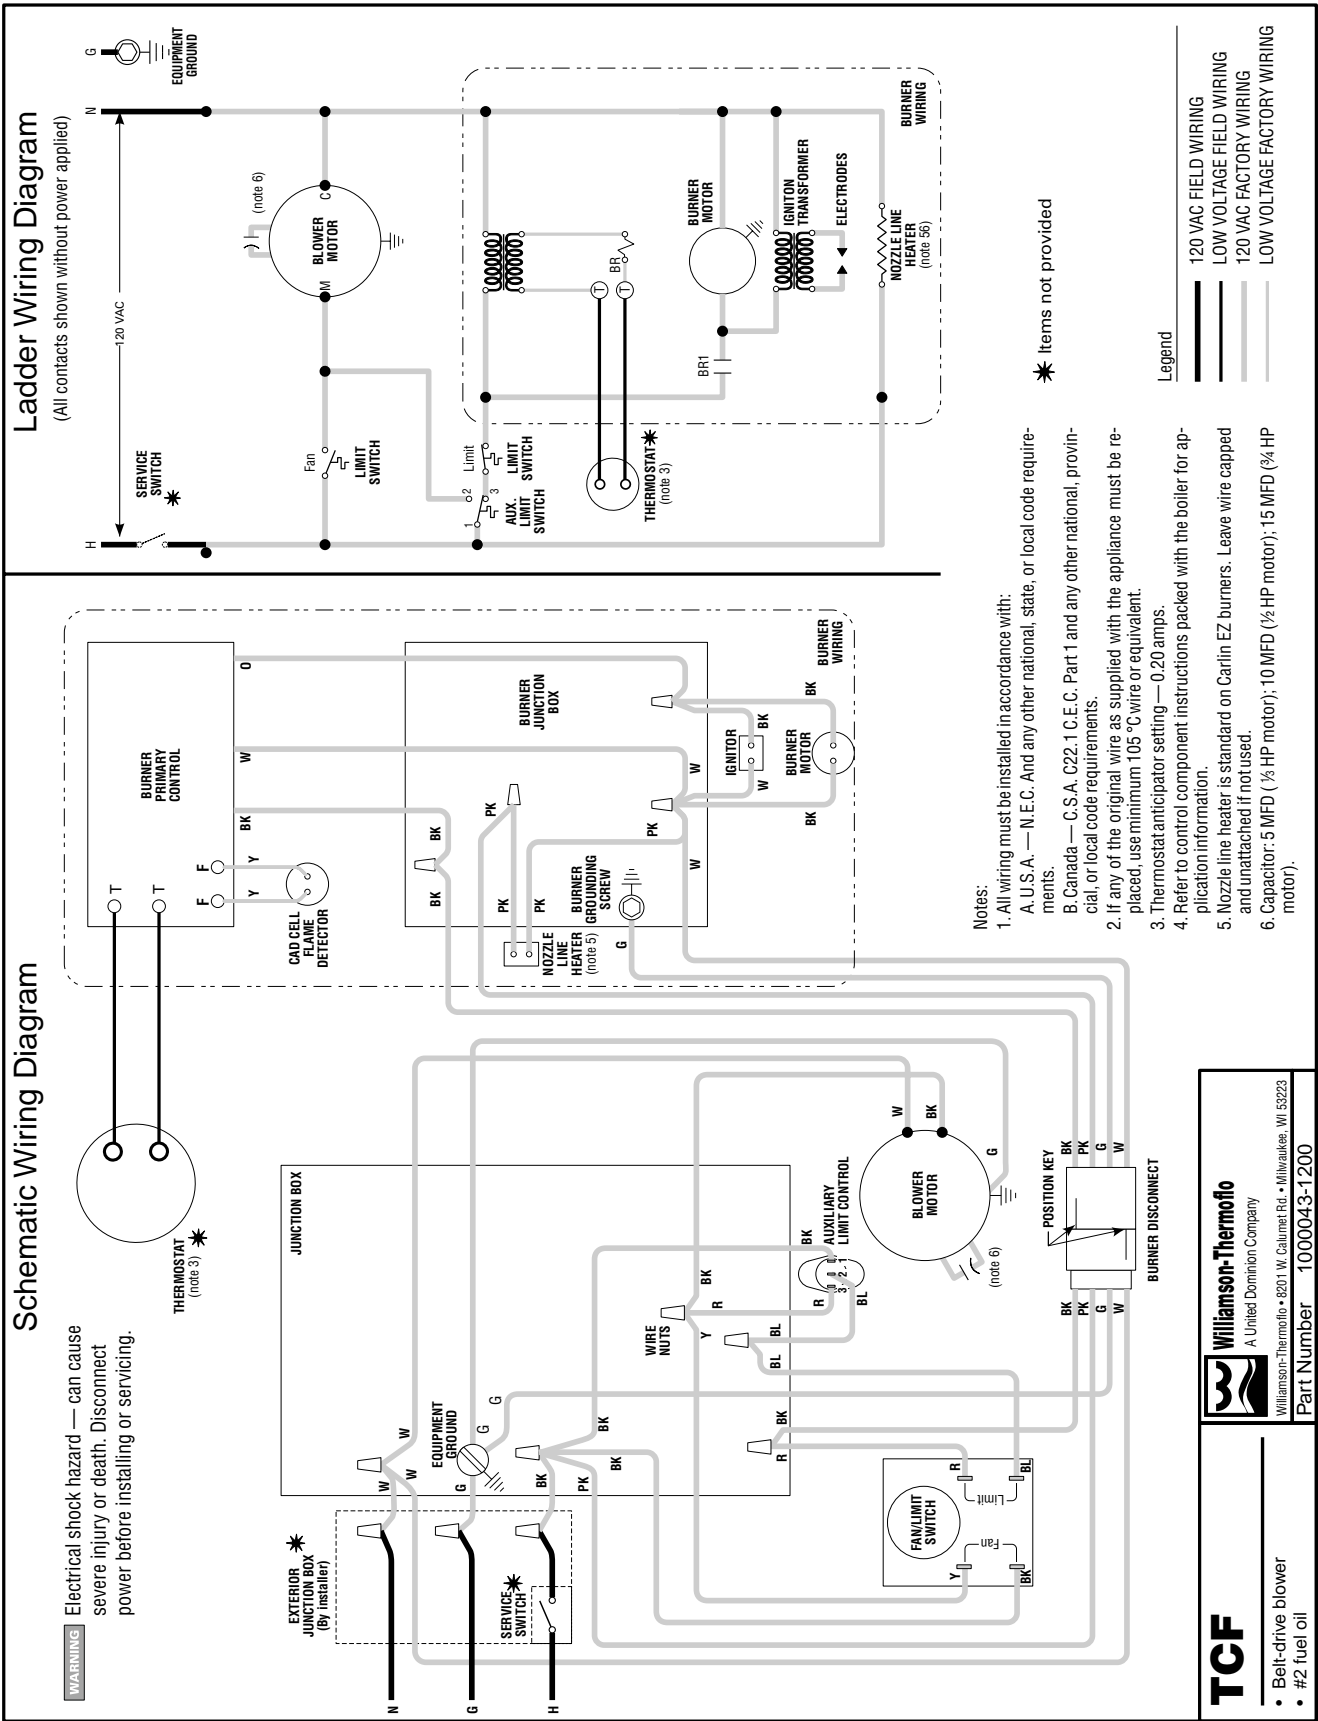 Schematic Wiring Diagram
WARNING
Electrical shock hazard — can cause
severe injury or death. Disconnect
power before installing or servicing.
THERMOSTAT
(note 3)
T
T
BURNER
PRIMARY
CONTROL
F
F
Y
Y
BK
W
O
CAD CELL
FLAME
DETECTOR
BURNER
JUNCTION
BOX
BK
BK
PK
PK
PK
PK
NOZZLE
LINE
HEATER
(note 5)
BURNER
GROUNDING
SCREW
G
W
W
IGNITOR
W
BK
BURNER
MOTOR
BK
BK
BURNER
WIRING
EXTERIOR
JUNCTION BOX
(By installer)
SERVICE
SWITCH
N
G
H
JUNCTION BOX
W
W
W
EQUIPMENT
GROUND
G
G
G
BK
BK
BK
PK
WIRE
NUTS
Y
R
BK
BL
BL
R
BK
BK
R
BL
AUXILIARY
LIMIT CONTROL
3
2
1
BLOWER
MOTOR
W
BK
G
(note 6)
FAN/LIMIT
SWITCH
Fan
Limit
Y
BK
R
BL
POSITION KEY
BK
PK
G
W
BK
PK
G
W
BURNER DISCONNECT
Ladder Wiring Diagram
(All contacts shown without power applied)
H
N
G
120 VAC
SERVICE
SWITCH
EQUIPMENT
GROUND
Fan
LIMIT
SWITCH
M
BLOWER
MOTOR
C
(note 6)
1
2
3
AUX.
LIMIT
SWITCH
Limit
LIMIT
SWITCH
THERMOSTAT
(note 3)
T
T
BR
BR1
BURNER
MOTOR
IGNITON
TRANSFORMER
ELECTRODES
NOZZLE LINE
HEATER
(note 56)
BURNER
WIRING
Items not provided
Legend
120 VAC FIELD WIRING
LOW VOLTAGE FIELD WIRING
120 VAC FACTORY WIRING
LOW VOLTAGE FACTORY WIRING
Notes:
1. All wiring must be installed in accordance with:
A. U.S.A. — N.E.C. And any other national, state, or local code require-
ments.
B. Canada — C.S.A. C22.1 C.E.C. Part 1 and any other national, provin-
cial, or local code requirements.
2. If any of the original wire as supplied with the appliance must be re-
placed, use minimum 105 °C wire or equivalent.
3. Thermostat anticipator setting — 0.20 amps.
4. Refer to control component instructions packed with the boiler for ap-
plication information.
5. Nozzle line heater is standard on Carlin EZ burners. Leave wire capped
and unattached if not used.
6. Capacitor: 5 MFD (⅓ HP motor); 10 MFD (½ HP motor); 15 MFD (¾ HP
motor).
TCF
• Belt-drive blower
• #2 fuel oil
Williamson-Thermoflo
A United Dominion Company
Williamson-Thermoflo • 8201 W. Calumet Rd. • Milwaukee, WI 53223
Part Number 1000043-1200